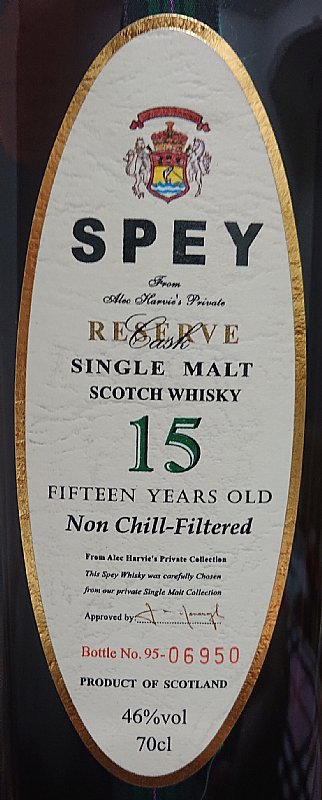 SPEY
From
Alec Harvie's Private
RESERVE
Cask
SINGLE MALT
SCOTCH WHISKY
15
FIFTEEN YEARS OLD
Non Chill-Filtered
From Alec Harvie's Private Collection
This Spey Whisky was carefully Chosen
from our private Single Malt Collection
Approved by
Bottle No. 95-06950
PRODUCT OF SCOTLAND
46%vol
70cl